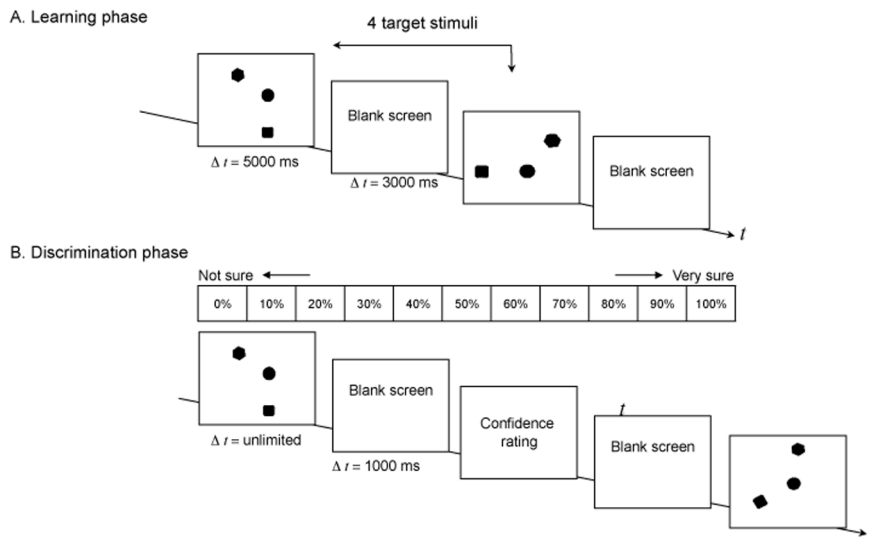 A. Learning phase
4 target stimuli
Blank screen
Blank screen
Δ t = 5000 ms
Δ t = 3000 ms
t
B. Discrimination phase
Not sure
Very sure
0% 10% 20% 30% 40% 50% 60% 70% 80% 90% 100%
Blank screen
t
Confidence
rating
Blank screen
Δ t = unlimited
Δ t = 1000 ms